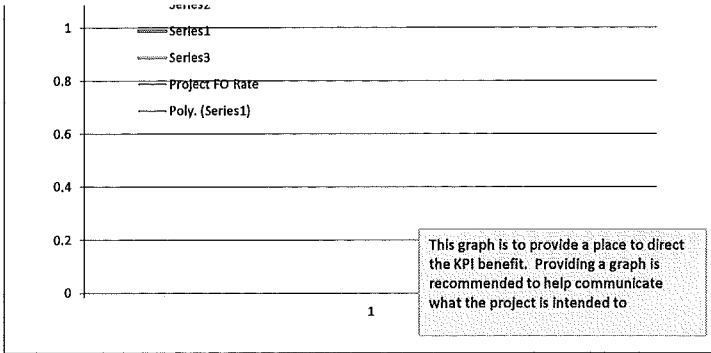 Series2
1
Series1
Series3
0.8
Project FO Rate
Poly. (Series1)
0.6
0.4
0.2
0
1
This graph is to provide a place to direct
the KPI benefit. Providing a graph is
recommended to help communicate
what the project is intended to